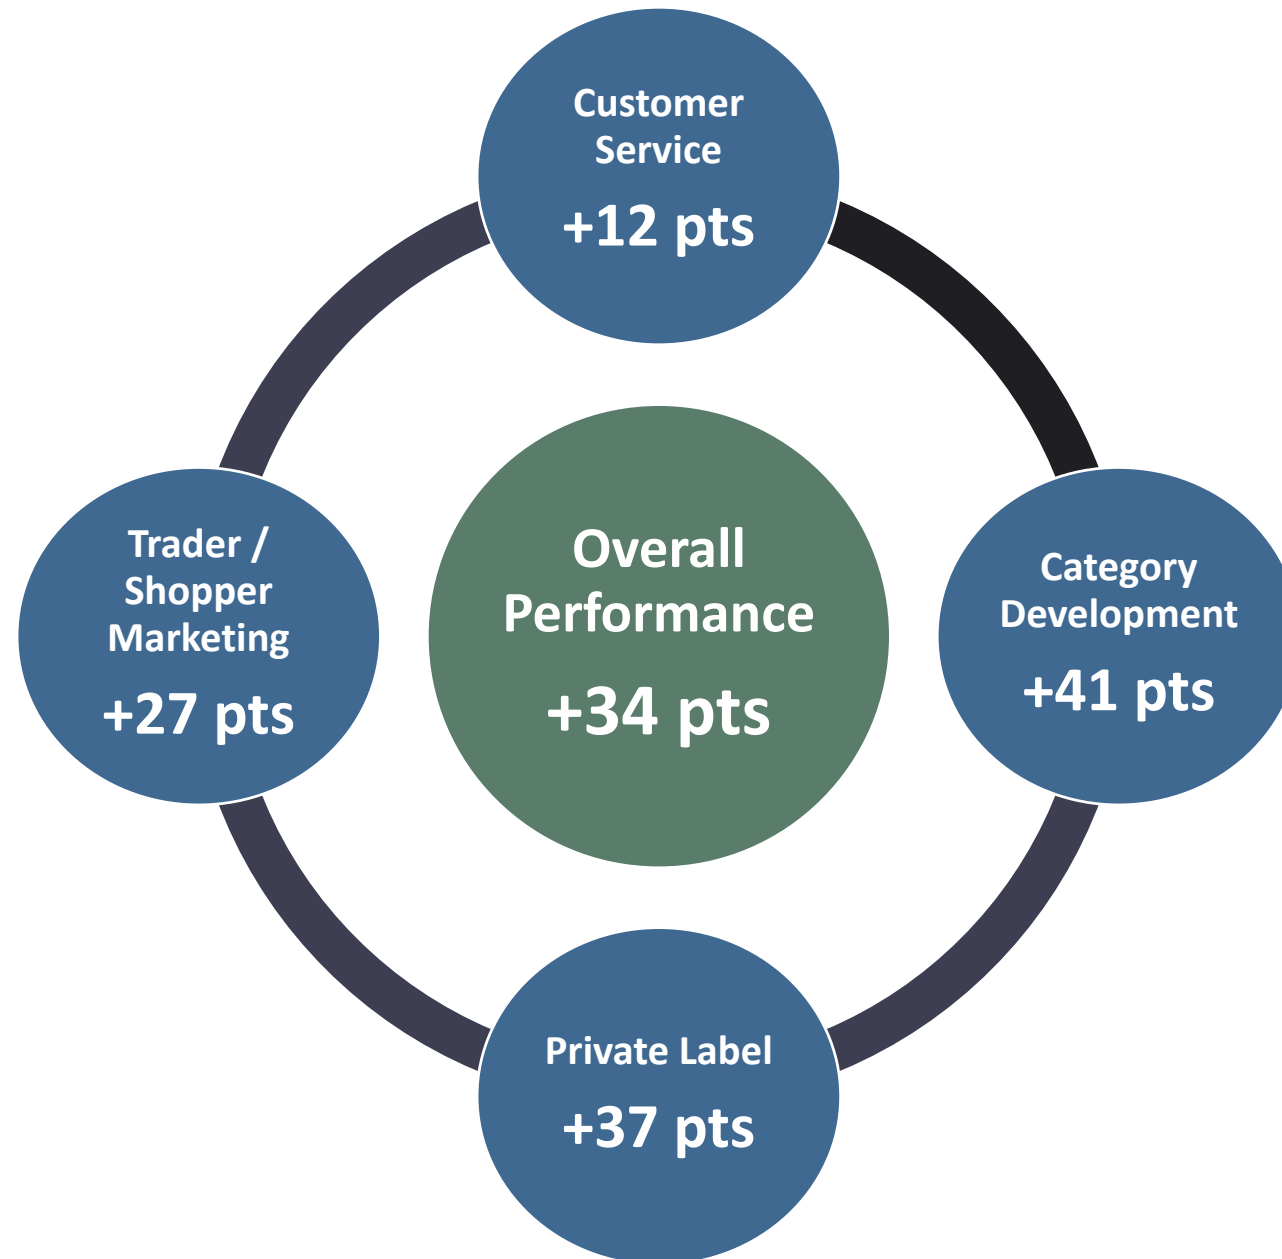 Customer
Service
+12 pts
Trader /
Shopper
Marketing
+27 pts
Overall
Performance
+34 pts
Category
Development
+41 pts
Private Label
+37 pts